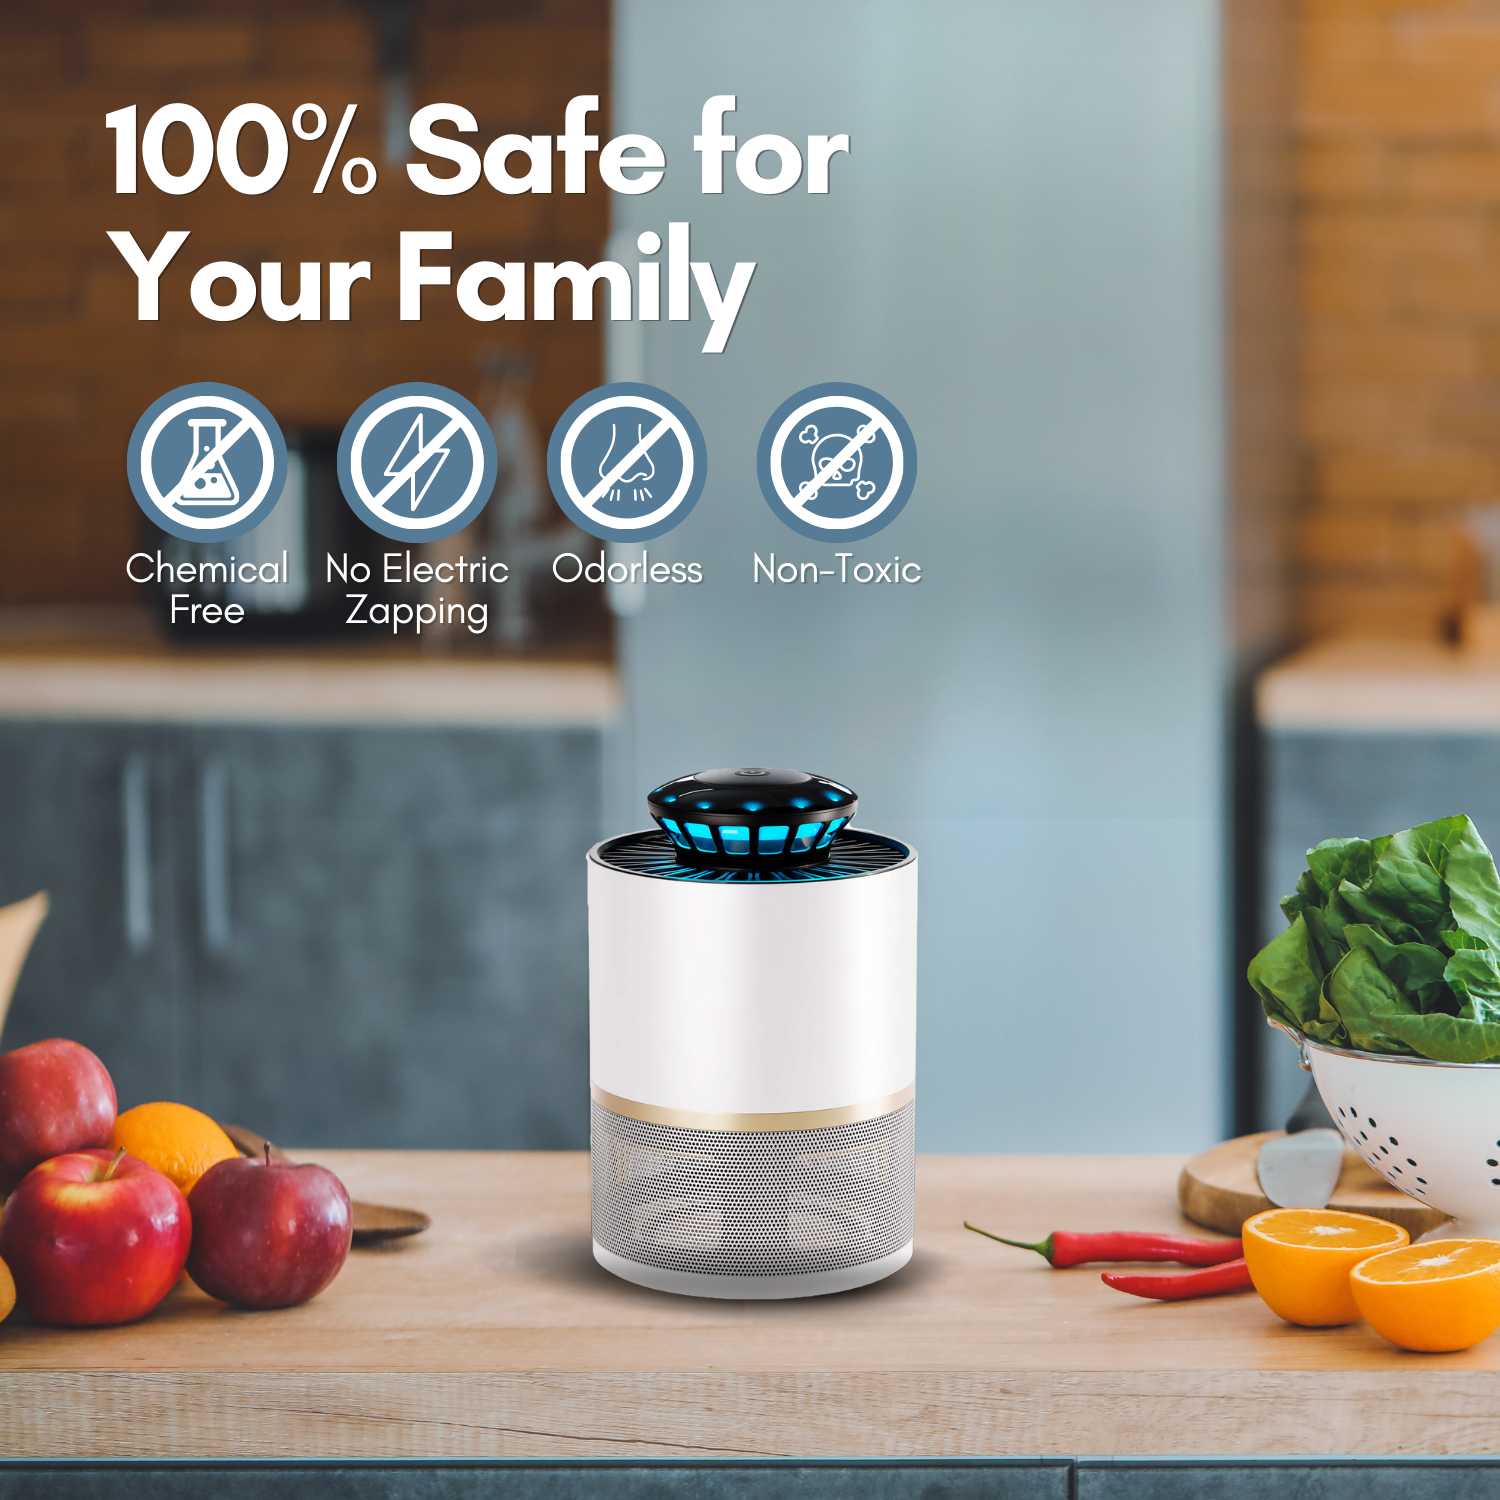 100% Safe for
Your Family
Chemical
Free
No Electric
Zapping
Odorless
Non-Toxic